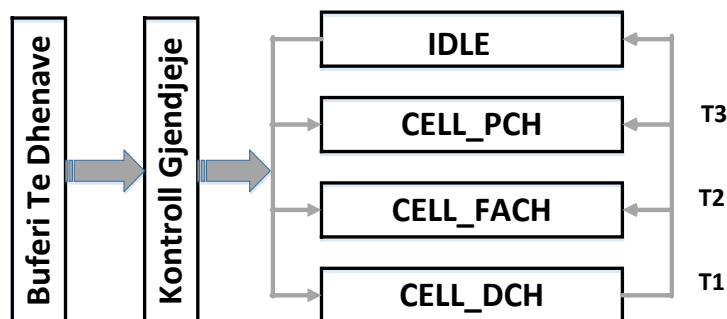 Buferi Te Dhenave
Kontroll Gjendjeje
IDLE
CELL_PCH
T3
CELL_FACH
T2
CELL_DCH
T1